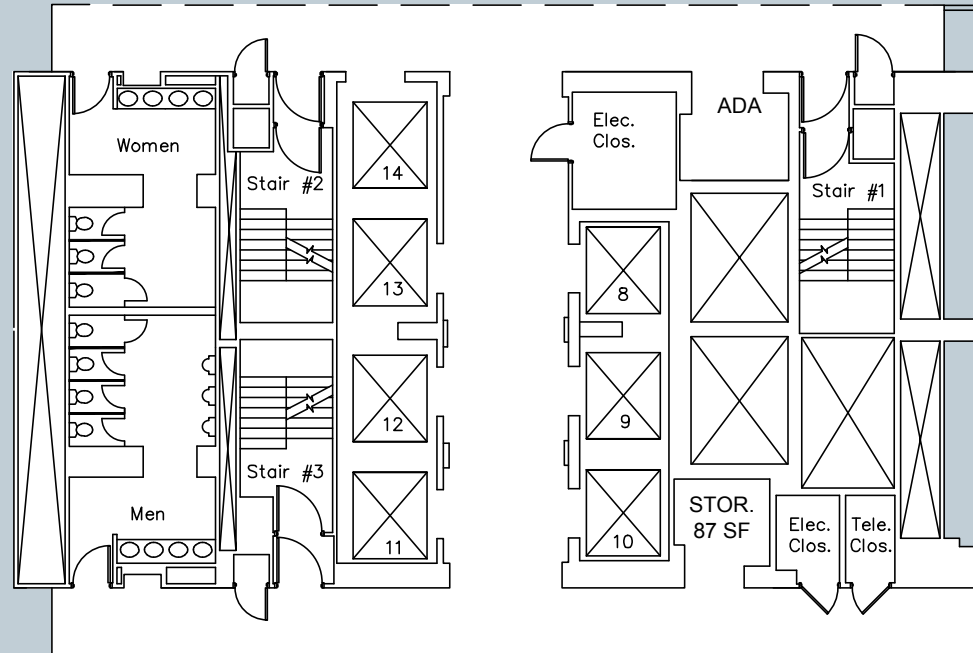 Women
Stair #2
14
13
12
11
Stair #3
Men
Elec.
Clos.
ADA
Stair #1
8
9
10
STOR.
87 SF
Elec.
Clos.
Tele.
Clos.